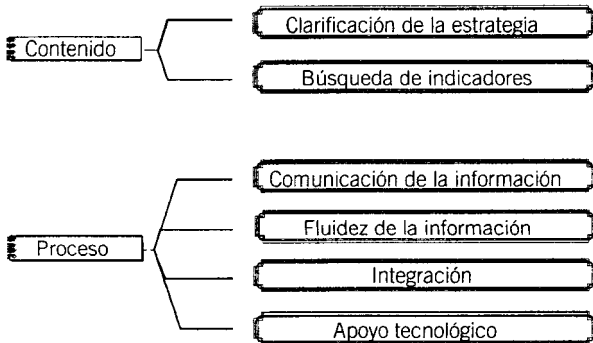 Contenido
Clarificación de la estrategia
Búsqueda de indicadores
Proceso
Comunicación de la información
Fluidez de la información
Integración
Apoyo tecnológico